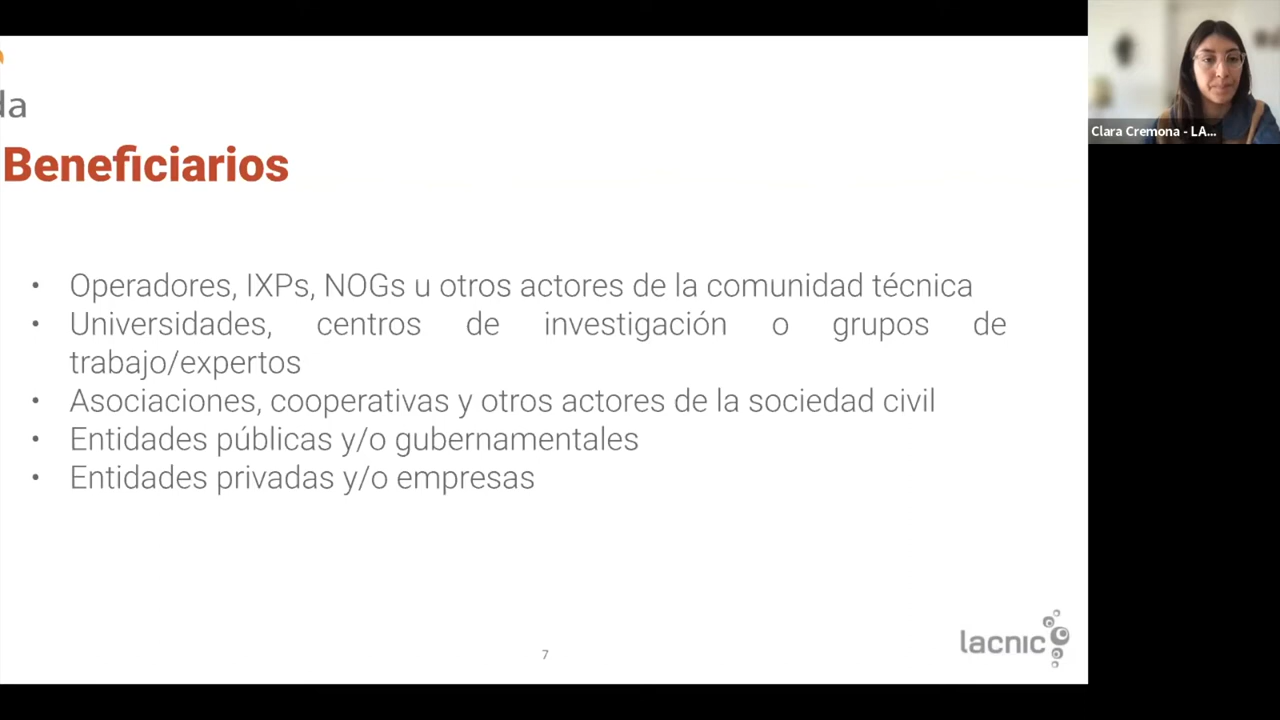 da
Beneficiarios
• Operadores, IXPs, NOGs u otros actores de la comunidad técnica
• Universidades, centros de investigación o grupos de
trabajo/expertos
• Asociaciones, cooperativas y otros actores de la sociedad civil
• Entidades públicas y/o gubernamentales
• Entidades privadas y/o empresas
7
lacnic
Clara Cremona - LA...